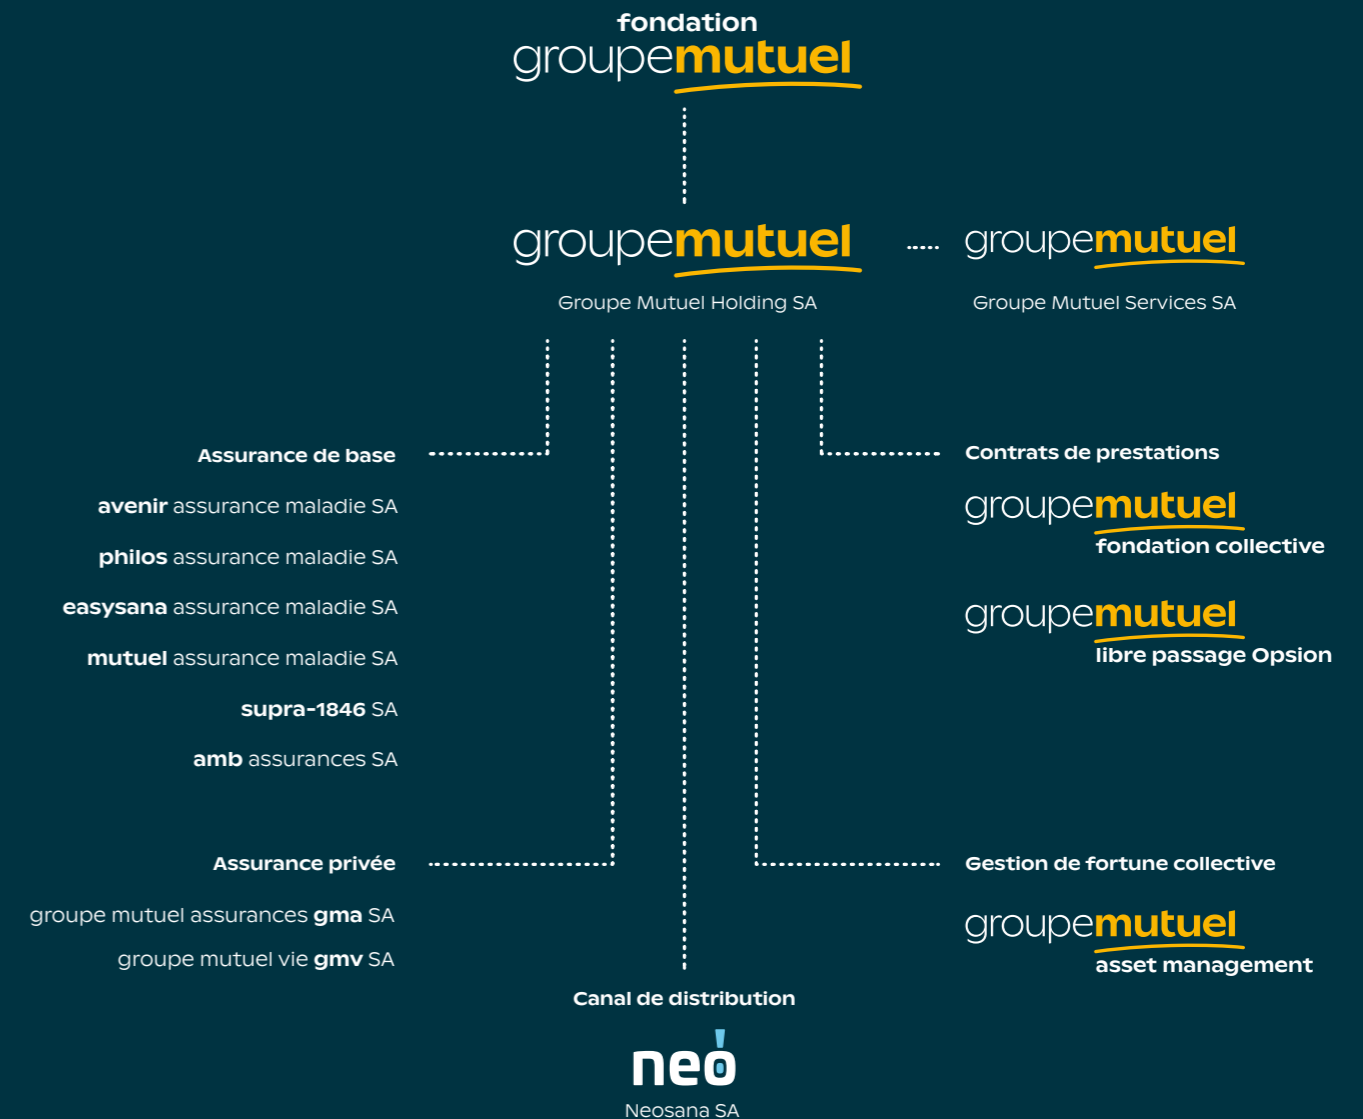 fondation
groupemutuel
groupemutuel
Groupe Mutuel Holding SA
groupemutuel
Groupe Mutuel Services SA
Assurance de base
avenir assurance maladie SA
philos assurance maladie SA
easysana assurance maladie SA
mutuel assurance maladie SA
supra-1846 SA
amb assurances SA
Contrats de prestations
groupemutuel
fondation collective
groupemutuel
libre passage Opsion
Assurance privée
groupe mutuel assurances gma SA
groupe mutuel vie gmv SA
Gestion de fortune collective
groupemutuel
asset management
Canal de distribution
neo
Neosana SA